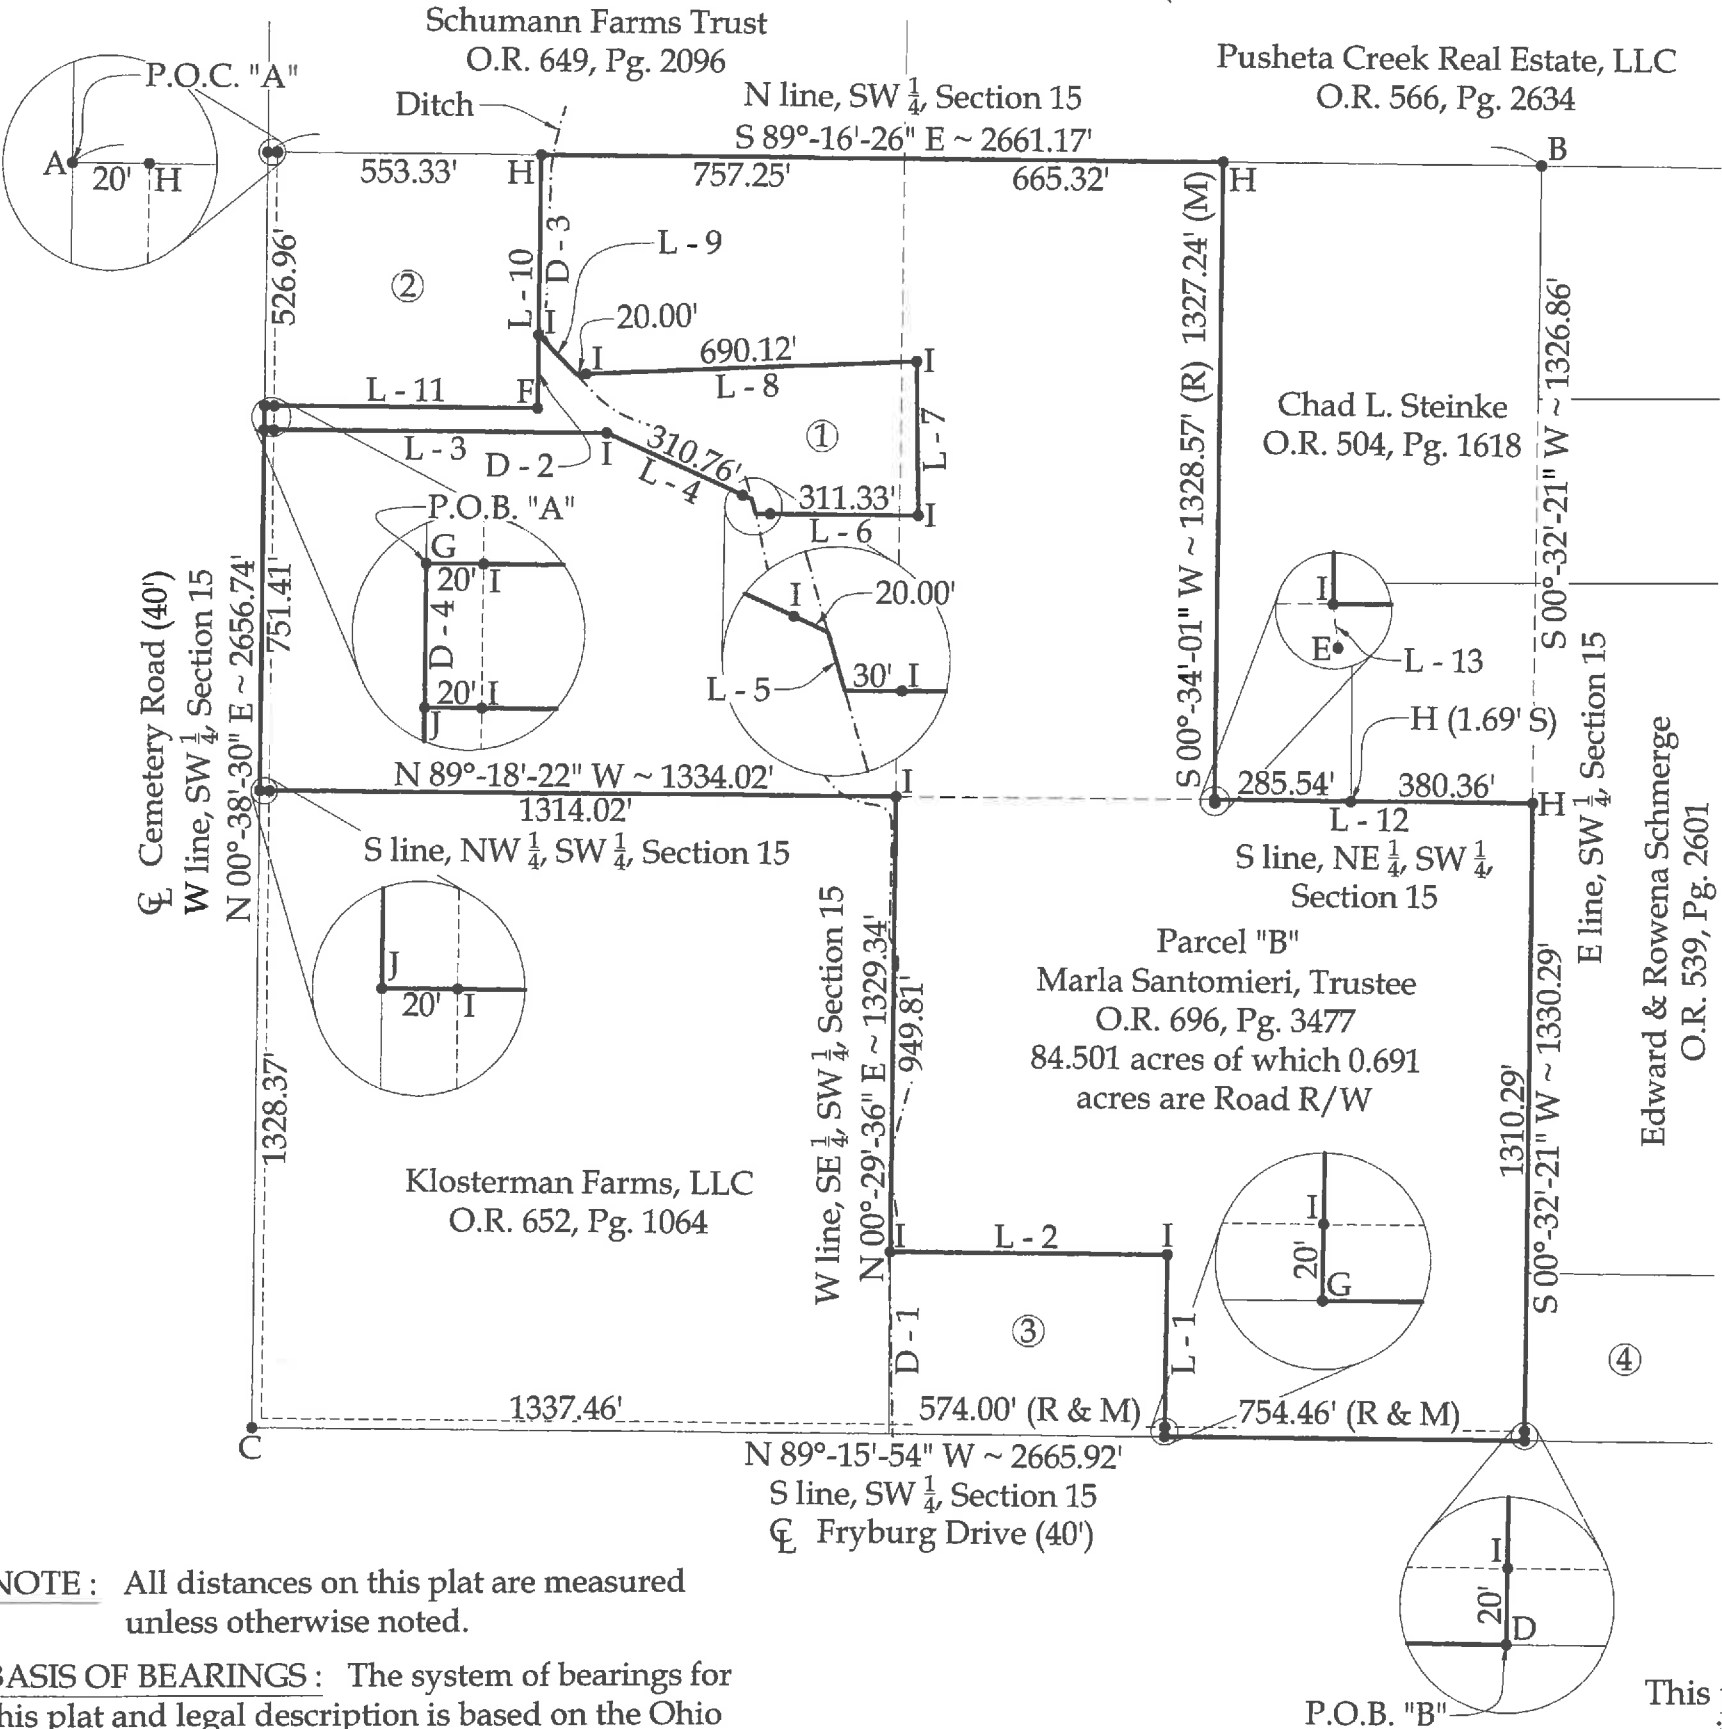 Schumann Farms Trust
O.R. 649, Pg. 2096
Pusheta Creek Real Estate, LLC
O.R. 566, Pg. 2634
P.O.C. "A"
Ditch
N line, SW 1/4, Section 15
S 89°-16'-26" E ~ 2661.17'
A
20'
H
553.33'
H
757.25'
665.32'
H
B
526.96'
②
L - 10
D - 3
L - 9
20.00'
I
I
690.12'
L - 8
I
L - 7
①
L - 11
F
L - 3
D - 2
I
310.76'
L - 4
311.33'
L - 6
I
S 00°-34'-01" W ~ 1328.57' (R) 1327.24' (M)
Chad L. Steinke
O.R. 504, Pg. 1618
S 00°-32'-21" W ~ 1326.86'
P.O.B. "A"
G
20'
I
D - 4
20'
I
J
I
20.00'
L - 5
30'
I
I
E
L - 13
H (1.69' S)
℄ Cemetery Road (40')
W line, SW 1/4, Section 15
N 00°-38'-30" E ~ 2656.74'
751.41'
N 89°-18'-22" W ~ 1334.02'
1314.02'
I
S line, NW 1/4, SW 1/4, Section 15
285.54'
380.36'
H
L - 12
S line, NE 1/4, SW 1/4,
Section 15
E line, SW 1/4, Section 15
Edward & Rowena Schmerge
O.R. 539, Pg. 2601
J
20'
I
1328.37'
W line, SE 1/4, SW 1/4, Section 15
N 00°-29'-36" E ~ 1329.34'
949.81'
Parcel "B"
Marla Santomieri, Trustee
O.R. 696, Pg. 3477
84.501 acres of which 0.691
acres are Road R/W
1310.29'
S 00°-32'-21" W ~ 1330.29'
Klosterman Farms, LLC
O.R. 652, Pg. 1064
I
L - 2
I
I
20'
G
D - 1
③
L - 1
④
1337.46'
574.00' (R & M)
754.46' (R & M)
C
N 89°-15'-54" W ~ 2665.92'
S line, SW 1/4, Section 15
℄ Fryburg Drive (40')
I
20'
D
P.O.B. "B"
NOTE : All distances on this plat are measured
unless otherwise noted.
BASIS OF BEARINGS : The system of bearings for
this plat and legal description is based on the Ohio
This